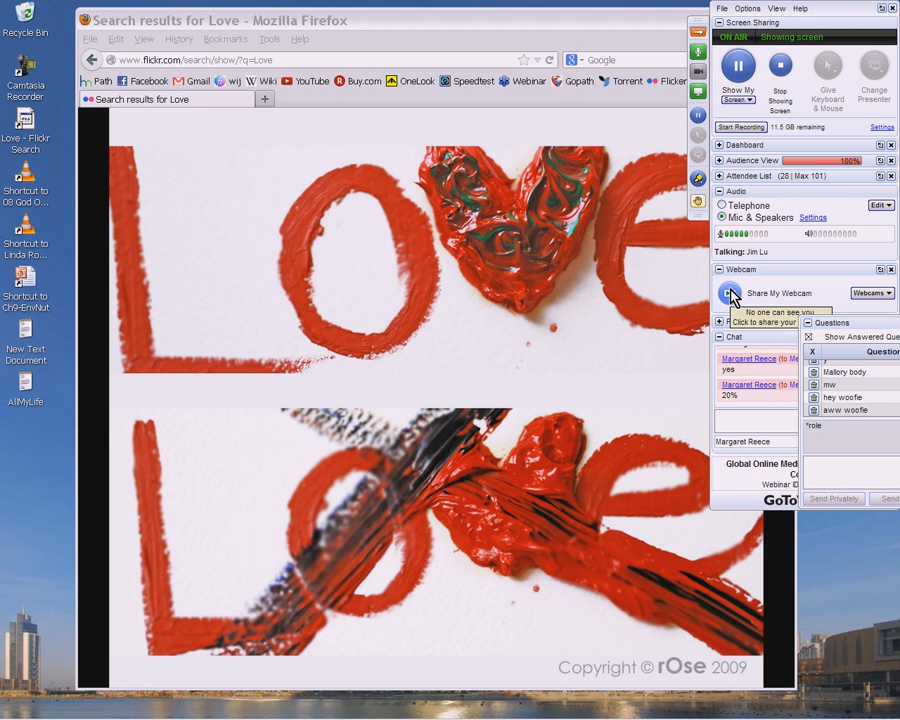 Recycle Bin
Camtasia
Recorder
Love - Flickr
Search
Shortcut to
08 God O...
Shortcut to
Linda Ro...
Shortcut to
Ch9-EnvNut
New Text
Document
AllMyLife
Search results for Love - Mozilla Firefox
File Edit View History Bookmarks Tools Help
www.flickr.com/search/show/?q=Love
Google
Path Facebook Gmail wij Wiki YouTube Buy.com OneLook Speedtest Webinar Gopath Torrent Flicker
Search results for Love
Love
Love
Copyright © rOse 2009
File Options View Help
Screen Sharing
ON AIR Showing screen
Show My
Screen
Stop
Showing
Screen
Give
Keyboard
& Mouse
Change
Presenter
Start Recording 11.5 GB remaining Settings
Dashboard
Audience View 100%
Attendee List (28 | Max 101)
Audio
Telephone
Mic & Speakers Settings
Edit
Talking: Jim Lu
Webcam
Share My Webcam
Webcams
No one can see you.
Click to share your
Chat
Margaret Reece (to Me
yes
Margaret Reece (to Me
20%
Margaret Reece
Global Online Med
Co
Webinar ID
GoTo
Questions
Show Answered Que
X Question
y
Mallory body
mw
hey woofie
aww woofie
*role
Send Privately Send